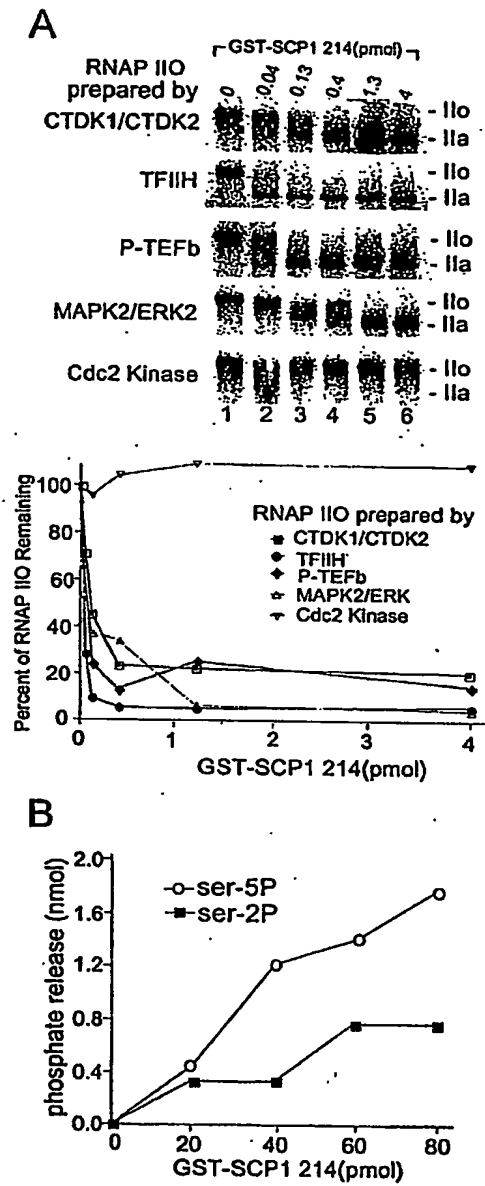 A
GST-SCP1 214(pmol)
RNAP IIO
prepared by
0 0.04 0.13 0.4 1.3 4
CTDK1/CTDK2
IIo
IIa
TFIIH
IIo
IIa
P-TEFb
IIo
IIa
MAPK2/ERK2
IIo
IIa
Cdc2 Kinase
IIo
IIa
1 2 3 4 5 6
Percent of RNAP IIO Remaining
100
80
60
40
20
0
RNAP IIO prepared by
CTDK1/CTDK2
TFIIH
P-TEFb
MAPK2/ERK
Cdc2 Kinase
0 1 2 3 4
GST-SCP1 214(pmol)
B
phosphate release (nmol)
2.0
1.6
1.2
0.8
0.4
0.0
ser-5P
ser-2P
0 20 40 60 80
GST-SCP1 214(pmol)